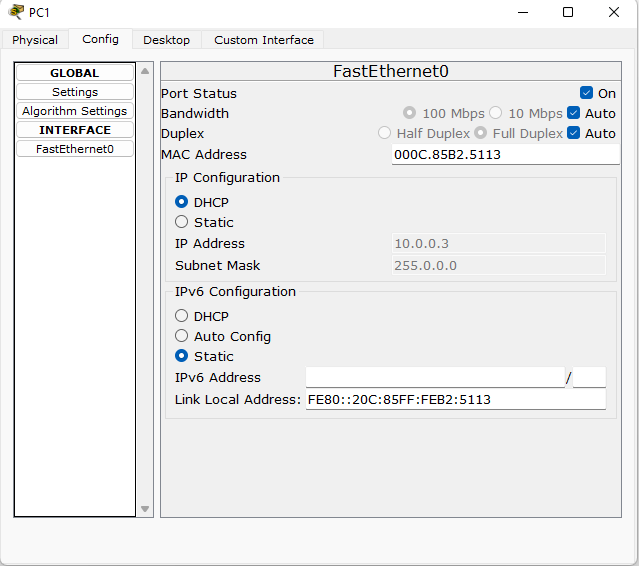 PC1
Physical Config Desktop Custom Interface
GLOBAL
Settings
Algorithm Settings
INTERFACE
FastEthernet0
FastEthernet0
Port Status On
Bandwidth 100 Mbps 10 Mbps Auto
Duplex Half Duplex Full Duplex Auto
MAC Address 000C.85B2.5113
IP Configuration
DHCP
Static
IP Address 10.0.0.3
Subnet Mask 255.0.0.0
IPv6 Configuration
DHCP
Auto Config
Static
IPv6 Address /
Link Local Address: FE80::20C:85FF:FEB2:5113